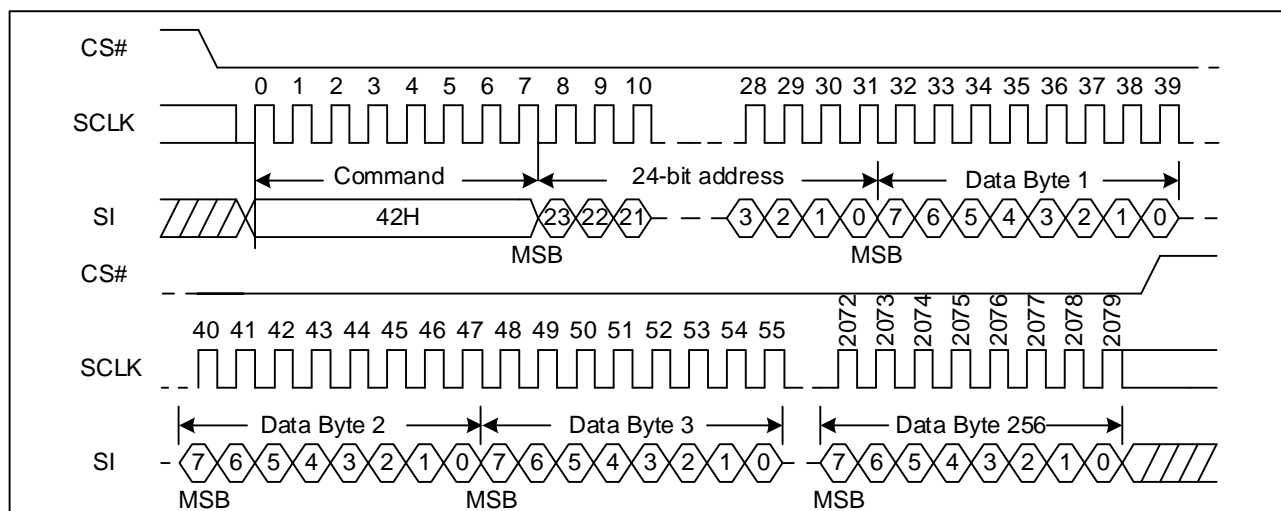 CS#
0 1 2 3 4 5 6 7 8 9 10 28 29 30 31 32 33 34 35 36 37 38 39
SCLK
Command 24-bit address Data Byte 1
SI 42H 23 22 21 3 2 1 0 7 6 5 4 3 2 1 0
MSB MSB
CS#
40 41 42 43 44 45 46 47 48 49 50 51 52 53 54 55 2072 2073 2074 2075 2076 2077 2078 2079
SCLK
Data Byte 2 Data Byte 3 Data Byte 256
SI 7 6 5 4 3 2 1 0 7 6 5 4 3 2 1 0 7 6 5 4 3 2 1 0
MSB MSB MSB